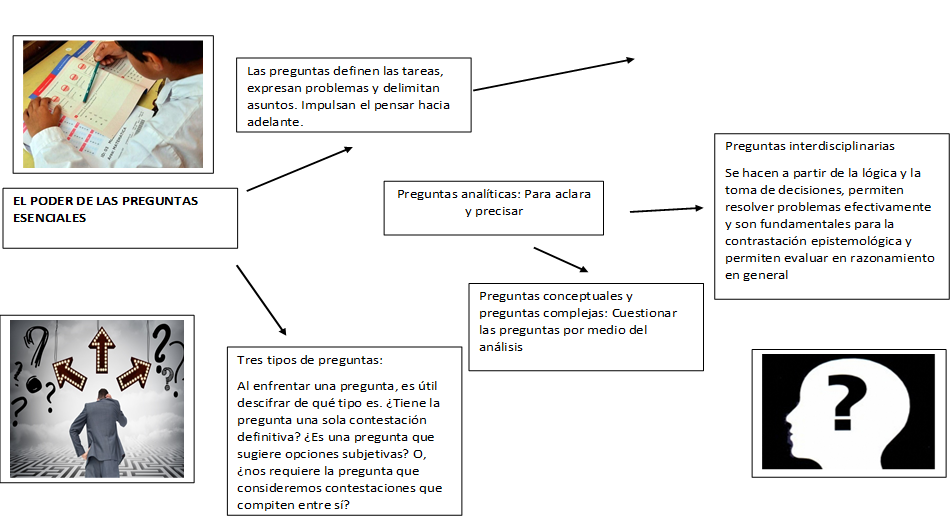 Las preguntas definen las tareas,
expresan problemas y delimitan
asuntos. Impulsan el pensar hacia
adelante.
EL PODER DE LAS PREGUNTAS
ESENCIALES
Preguntas analíticas: Para aclara
y precisar
Preguntas interdisciplinarias
Se hacen a partir de la lógica y la
toma de decisiones, permiten
resolver problemas efectivamente
y son fundamentales para la
contrastación epistemológica y
permiten evaluar en razonamiento
en general
Preguntas conceptuales y
preguntas complejas: Cuestionar
las preguntas por medio del
análisis
Tres tipos de preguntas:
Al enfrentar una pregunta, es útil
descifrar de qué tipo es. ¿Tiene la
pregunta una sola contestación
definitiva? ¿Es una pregunta que
sugiere opciones subjetivas? O,
¿nos requiere la pregunta que
consideremos contestaciones que
compiten entre sí?